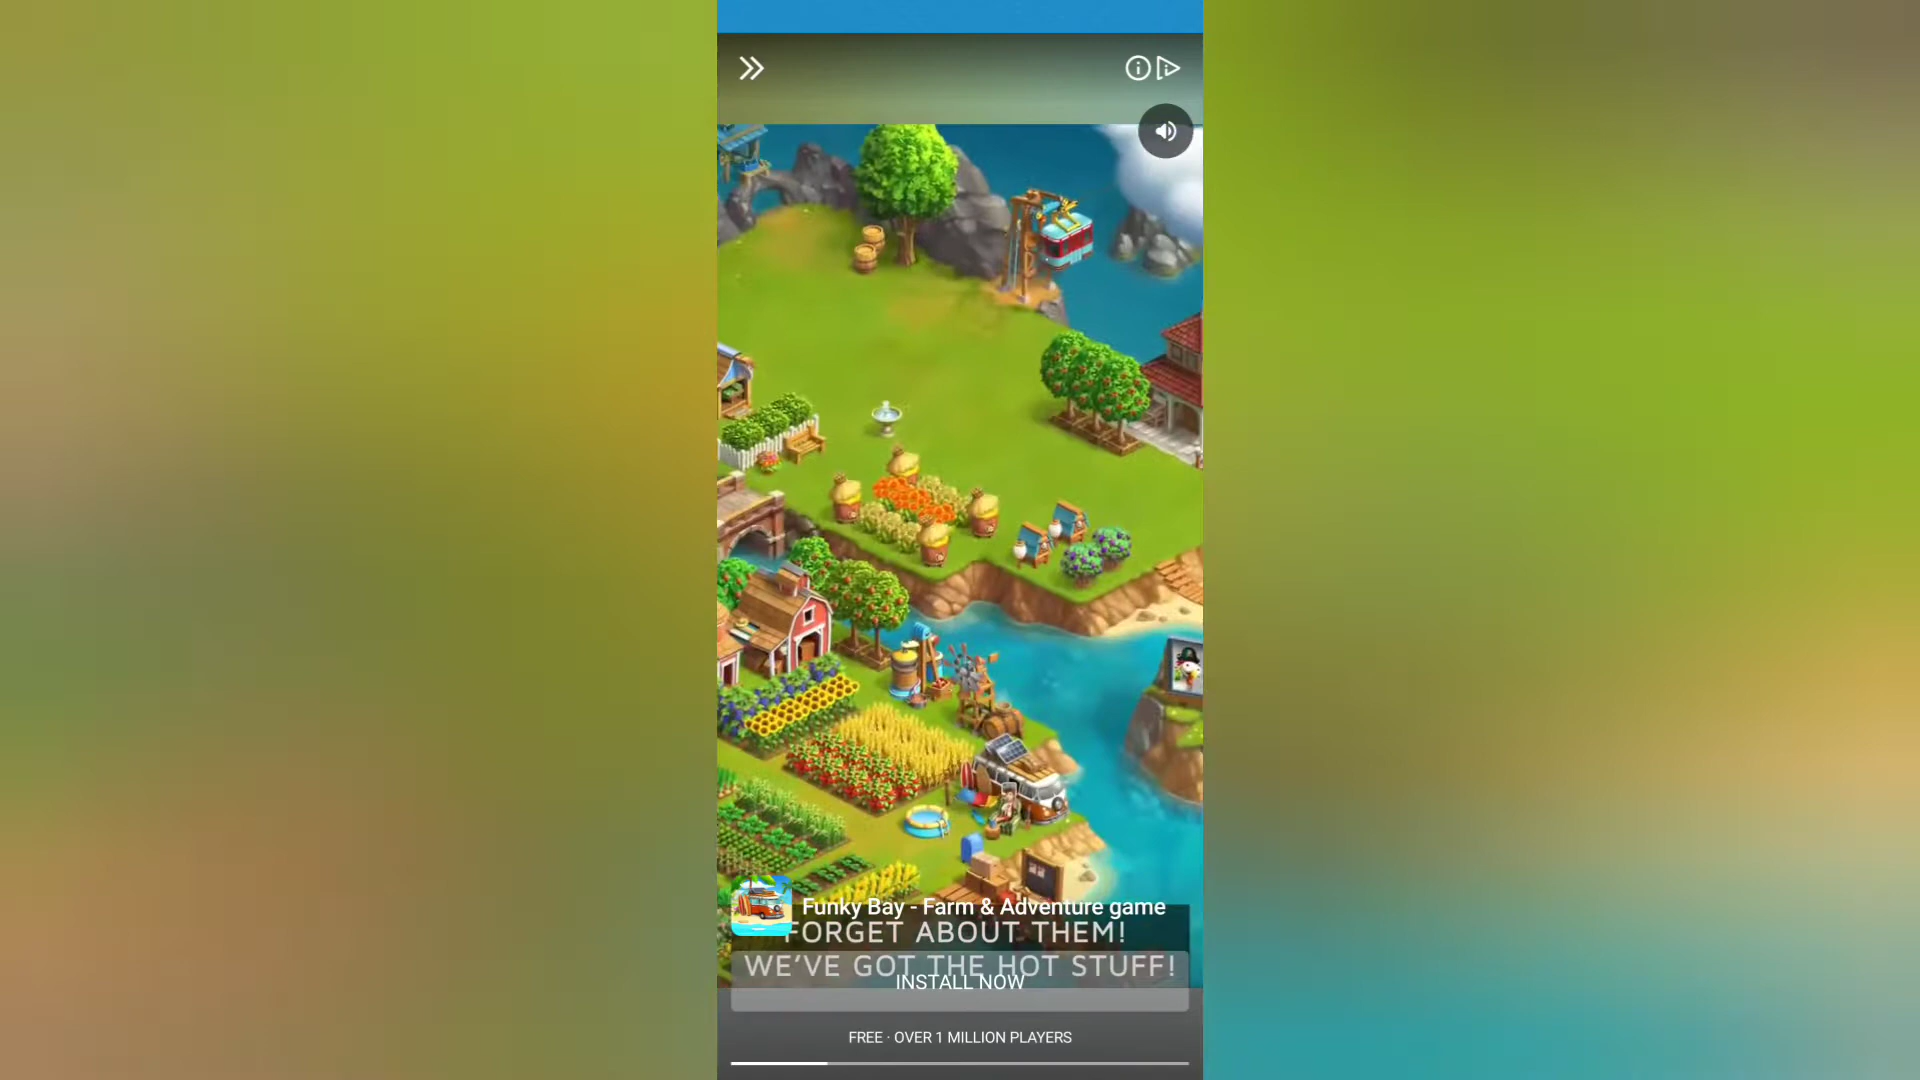 Funky Bay - Farm & Adventure game
FORGET ABOUT THEM!
WE'VE GOT THE HOT STUFF!
INSTALL NOW
FREE · OVER 1 MILLION PLAYERS